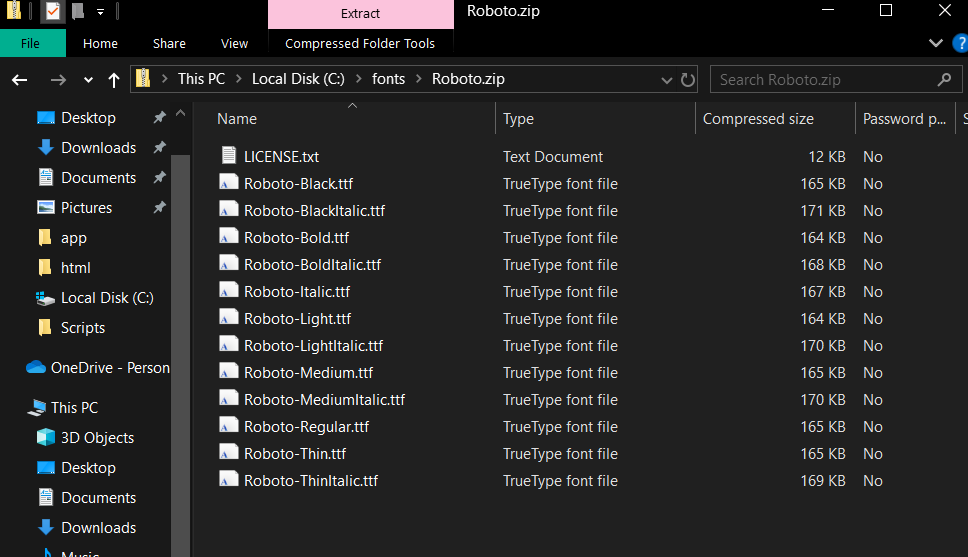 Extract
Roboto.zip
File
Home
Share
View
Compressed Folder Tools
?
This PC
Local Disk (C:)
fonts
Roboto.zip
Search Roboto.zip
Desktop
Downloads
Documents
Pictures
app
html
Local Disk (C:)
Scripts
OneDrive - Person
This PC
3D Objects
Desktop
Documents
Downloads
Music
Name Type Compressed size Password p... S
LICENSE.txt Text Document 12 KB No
Roboto-Black.ttf TrueType font file 165 KB No
Roboto-BlackItalic.ttf TrueType font file 171 KB No
Roboto-Bold.ttf TrueType font file 164 KB No
Roboto-BoldItalic.ttf TrueType font file 168 KB No
Roboto-Italic.ttf TrueType font file 167 KB No
Roboto-Light.ttf TrueType font file 164 KB No
Roboto-LightItalic.ttf TrueType font file 170 KB No
Roboto-Medium.ttf TrueType font file 165 KB No
Roboto-MediumItalic.ttf TrueType font file 170 KB No
Roboto-Regular.ttf TrueType font file 165 KB No
Roboto-Thin.ttf TrueType font file 165 KB No
Roboto-ThinItalic.ttf TrueType font file 169 KB No